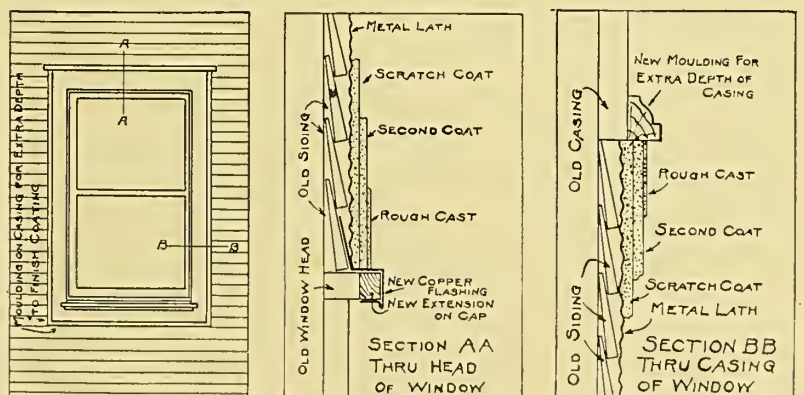 A
A
B
B
MOULDING ON CASING FOR EXTRA DEPTH
TO FINISH COATING
METAL LATH
SCRATCH COAT
SECOND COAT
OLD SIDING
ROUGH CAST
OLD WINDOW HEAD
NEW COPPER
FLASHING
NEW EXTENSION
ON CAP
SECTION AA
THRU HEAD
OF WINDOW
NEW MOULDING FOR
EXTRA DEPTH OF
CASING
OLD CASING
ROUGH CAST
SECOND COAT
SCRATCH COAT
METAL LATH
OLD SIDING
SECTION BB
THRU CASING
OF WINDOW